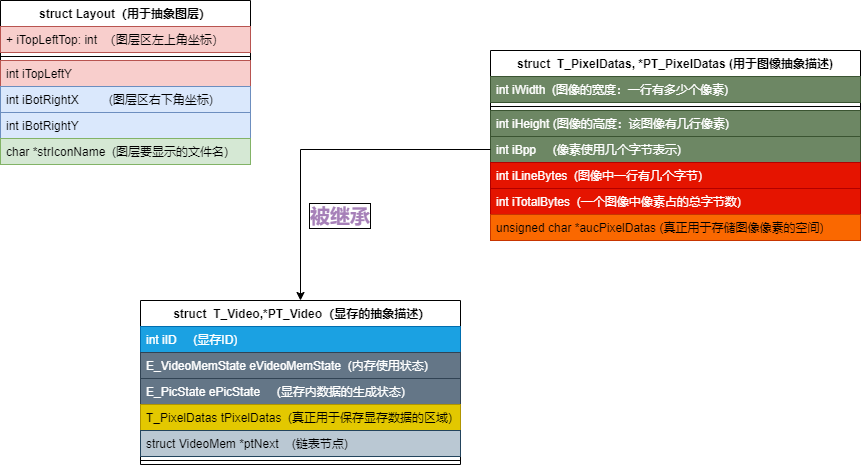 struct Layout（用于抽象图层）
+ iTopLeftTop: int （图层区左上角坐标）
int iTopLeftY
int iBotRightX （图层区右下角坐标）
int iBotRightY
char *strIconName（图层要显示的文件名）
struct T_PixelDatas, *PT_PixelDatas (用于图像抽象描述)
int iWidth (图像的宽度：一行有多少个像素）
int iHeight (图像的高度：该图像有几行像素）
int iBpp （像素使用几个字节表示）
int iLineBytes（图像中一行有几个字节）
int iTotalBytes（一个图像中像素占的总字节数）
unsigned char *aucPixelDatas (真正用于存储图像像素的空间)
被继承
struct T_Video,*PT_Video（显存的抽象描述）
int iID （显存ID）
E_VideoMemState eVideoMemState（内存使用状态）
E_PicState ePicState （显存内数据的生成状态）
T_PixelDatas tPixelDatas（真正用于保存显存数据的区域）
struct VideoMem *ptNext （链表节点）